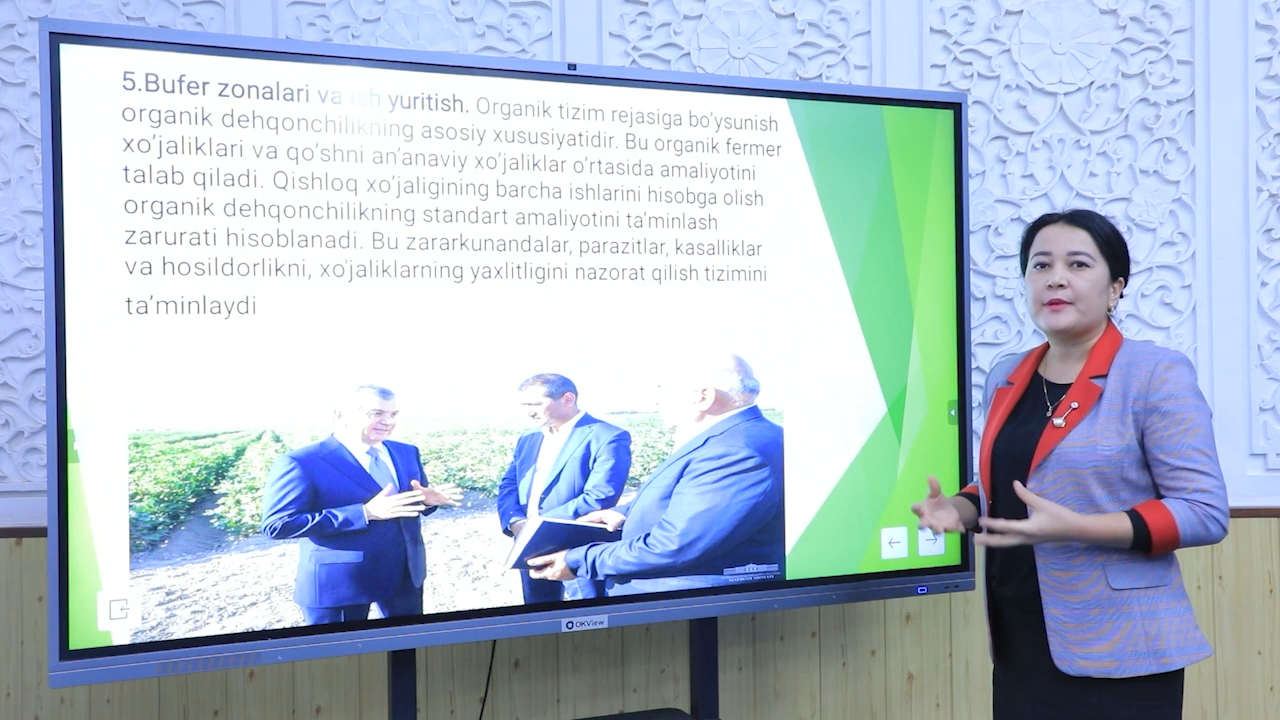 5.Bufer zonalari va ish yuritish. Organik tizim rejasiga bo'ysunish
organik dehqonchilikning asosiy xususiyatidir. Bu organik fermer
xo'jaliklari va qo'shni an'anaviy xo'jaliklar o'rtasida amaliyotini
talab qiladi. Qishloq xo'jaligining barcha ishlarini hisobga olish
organik dehqonchilikning standart amaliyotini ta'minlash
zarurati hisoblanadi. Bu zararkunandalar, parazitlar, kasalliklar
va hosildorlikni, xo'jaliklarning yaxlitligini nazorat qilish tizimini
ta'minlaydi
OKView